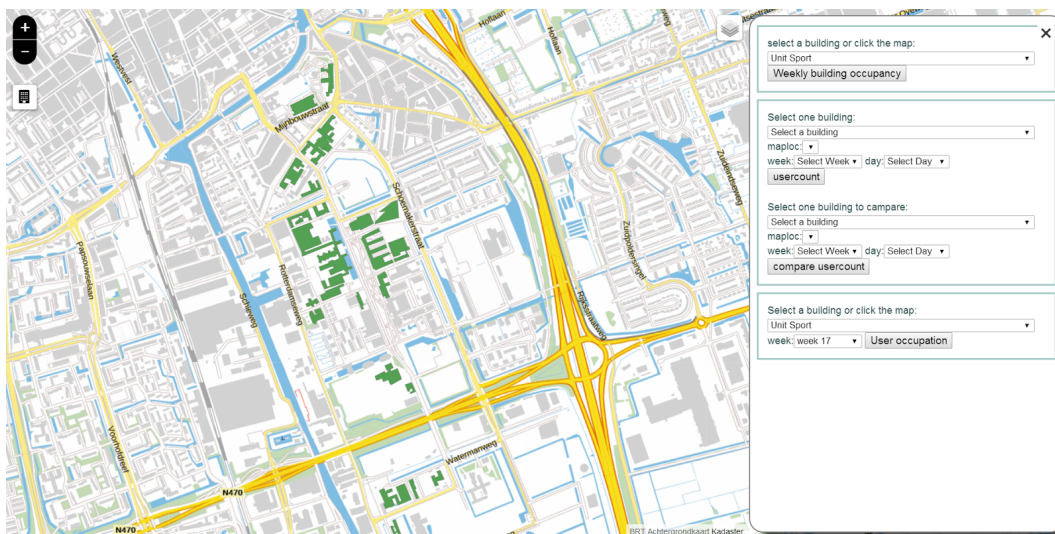 +
−
Westvest
Hoflaan
Hoflaan
Mijnbouwstraat
Schoemakerstraat
Zuideindseweg
Zuidpoldersingel
Papsouwselaan
Schieweg
Rotterdamseweg
Rijksstraatweg
Voorhofdreef
Watermanweg
N470
N470
BRT Achtergrondkaart Kadaster
select a building or click the map:
Unit Sport
Weekly building occupancy
Select one building:
Select a building
maploc:
week: Select Week day: Select Day
usercount
Select one building to campare:
Select a building
maploc:
week: Select Week day: Select Day
compare usercount
Select a building or click the map:
Unit Sport
week: week 17 User occupation